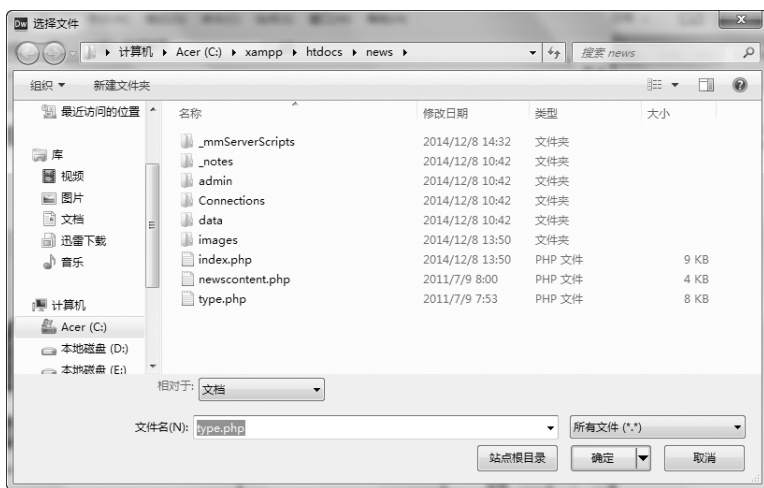 Dw 选择文件
计算机 Acer (C:) xampp htdocs news 搜索 news
组织 新建文件夹
最近访问的位置
库
视频
图片
文档
迅雷下载
音乐
计算机
Acer (C:)
本地磁盘 (D:)
本地磁盘 (E:)
名称 修改日期 类型 大小
_mmServerScripts 2014/12/8 14:32 文件夹
_notes 2014/12/8 10:42 文件夹
admin 2014/12/8 10:42 文件夹
Connections 2014/12/8 10:42 文件夹
data 2014/12/8 10:42 文件夹
images 2014/12/8 13:50 文件夹
index.php 2014/12/8 13:50 PHP 文件 9 KB
newscontent.php 2011/7/9 8:00 PHP 文件 4 KB
type.php 2011/7/9 7:53 PHP 文件 8 KB
相对于: 文档
文件名(N): type.php 所有文件 (*.*)
站点根目录 确定 取消